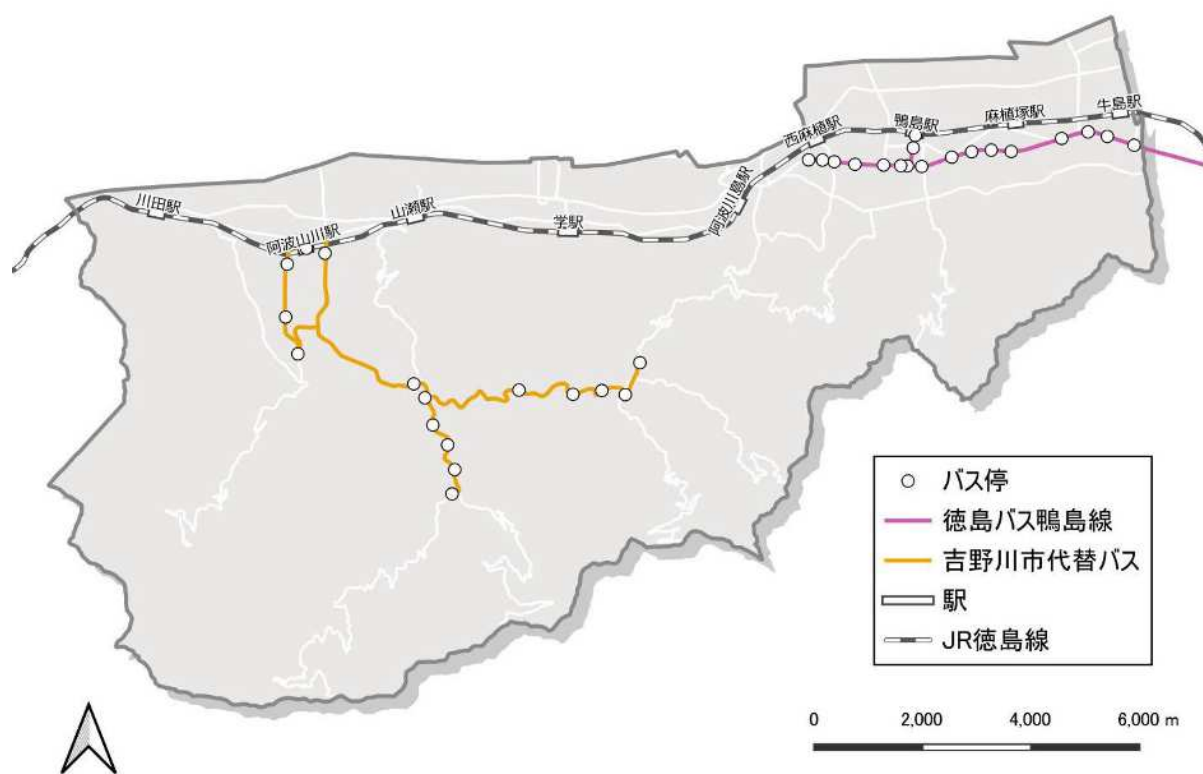 牛島駅
麻植塚駅
鴨島駅
西麻植駅
阿波川島駅
川田駅
山瀬駅
学駅
阿波山川駅
バス停
徳島バス鴨島線
吉野川市代替バス
駅
JR徳島線
0 2,000 4,000 6,000 m